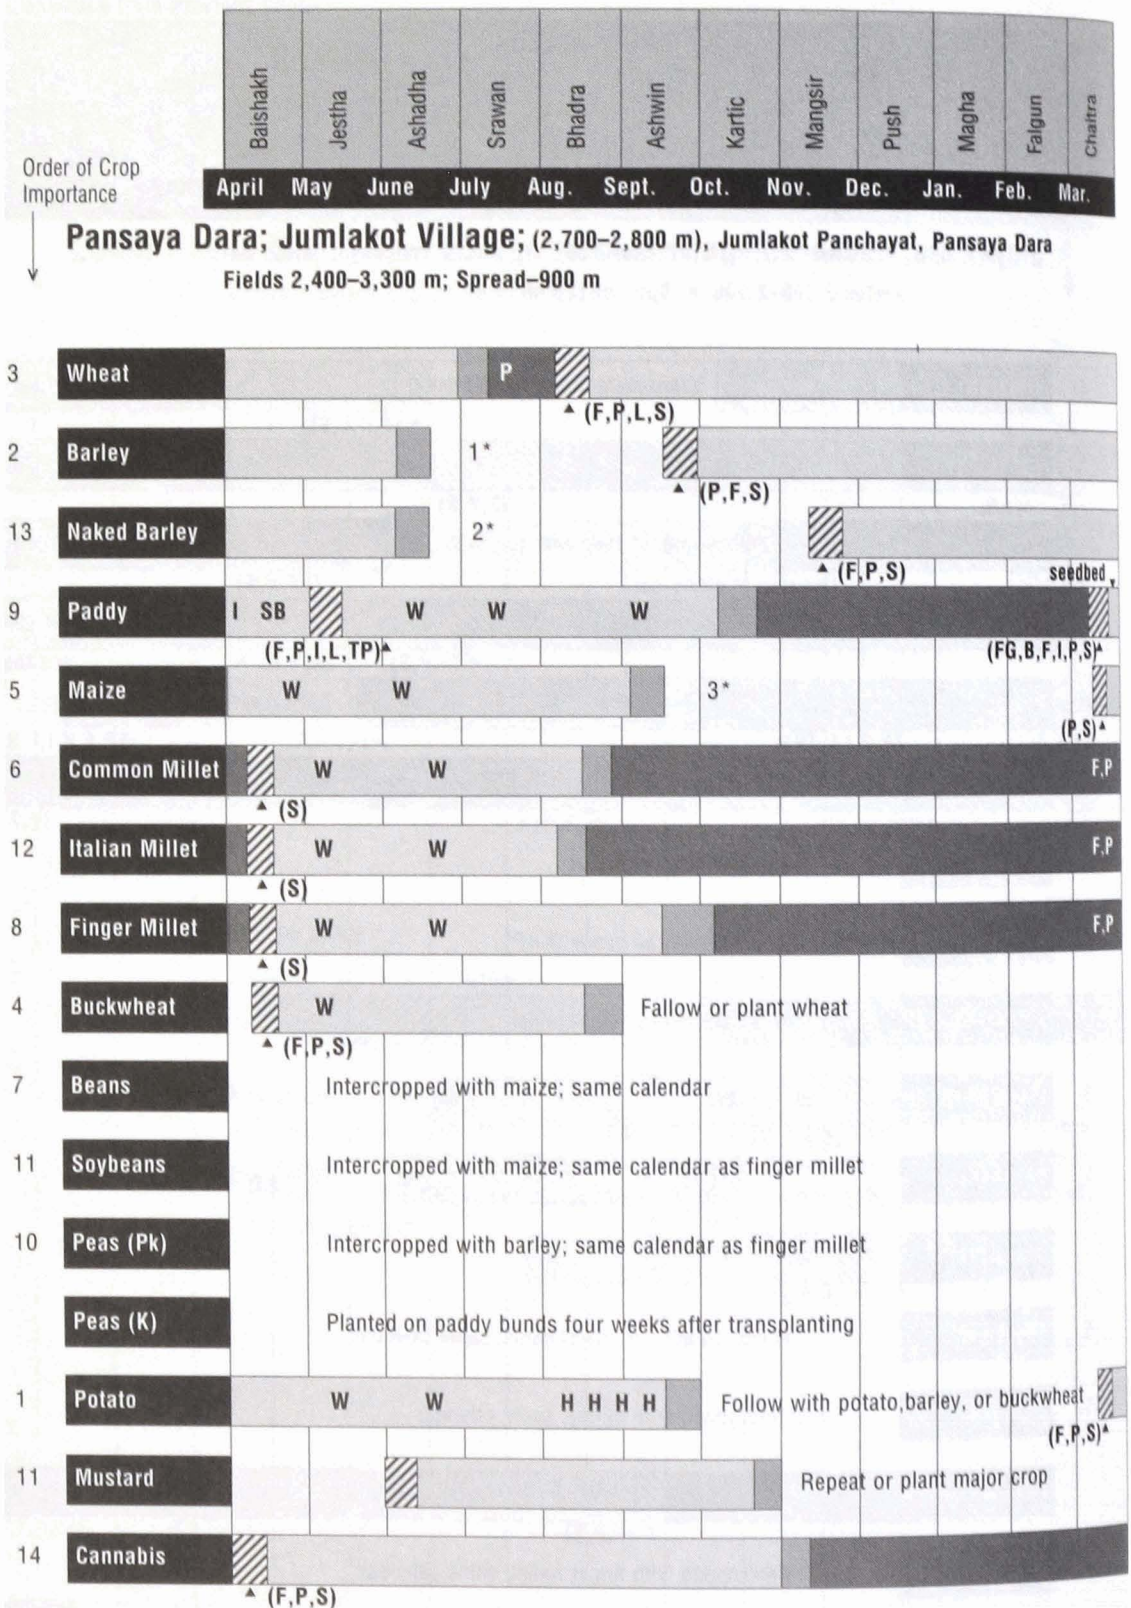 Baishakh Jestha Ashadha Srawan Bhadra Ashwin Kartic Mangsir Push Magha Falgun Chaitra
Order of Crop
Importance
April May June July Aug. Sept. Oct. Nov. Dec. Jan. Feb. Mar.
Pansaya Dara; Jumlakot Village; (2,700–2,800 m), Jumlakot Panchayat, Pansaya Dara
Fields 2,400–3,300 m; Spread–900 m
3 Wheat P
(F,P,L,S)
2 Barley 1*
(P,F,S)
13 Naked Barley 2*
(F,P,S) seedbed
9 Paddy I SB W W W
(F,P,I,L,TP) (FG,B,F,I,P,S)
5 Maize W W 3*
(P,S)
6 Common Millet W W F,P
(S)
12 Italian Millet W W F,P
(S)
8 Finger Millet W W F,P
(S)
4 Buckwheat W Fallow or plant wheat
(F,P,S)
7 Beans Intercropped with maize; same calendar
11 Soybeans Intercropped with maize; same calendar as finger millet
10 Peas (Pk) Intercropped with barley; same calendar as finger millet
Peas (K) Planted on paddy bunds four weeks after transplanting
1 Potato W W H H H H Follow with potato,barley, or buckwheat
(F,P,S)
11 Mustard Repeat or plant major crop
14 Cannabis
(F,P,S)